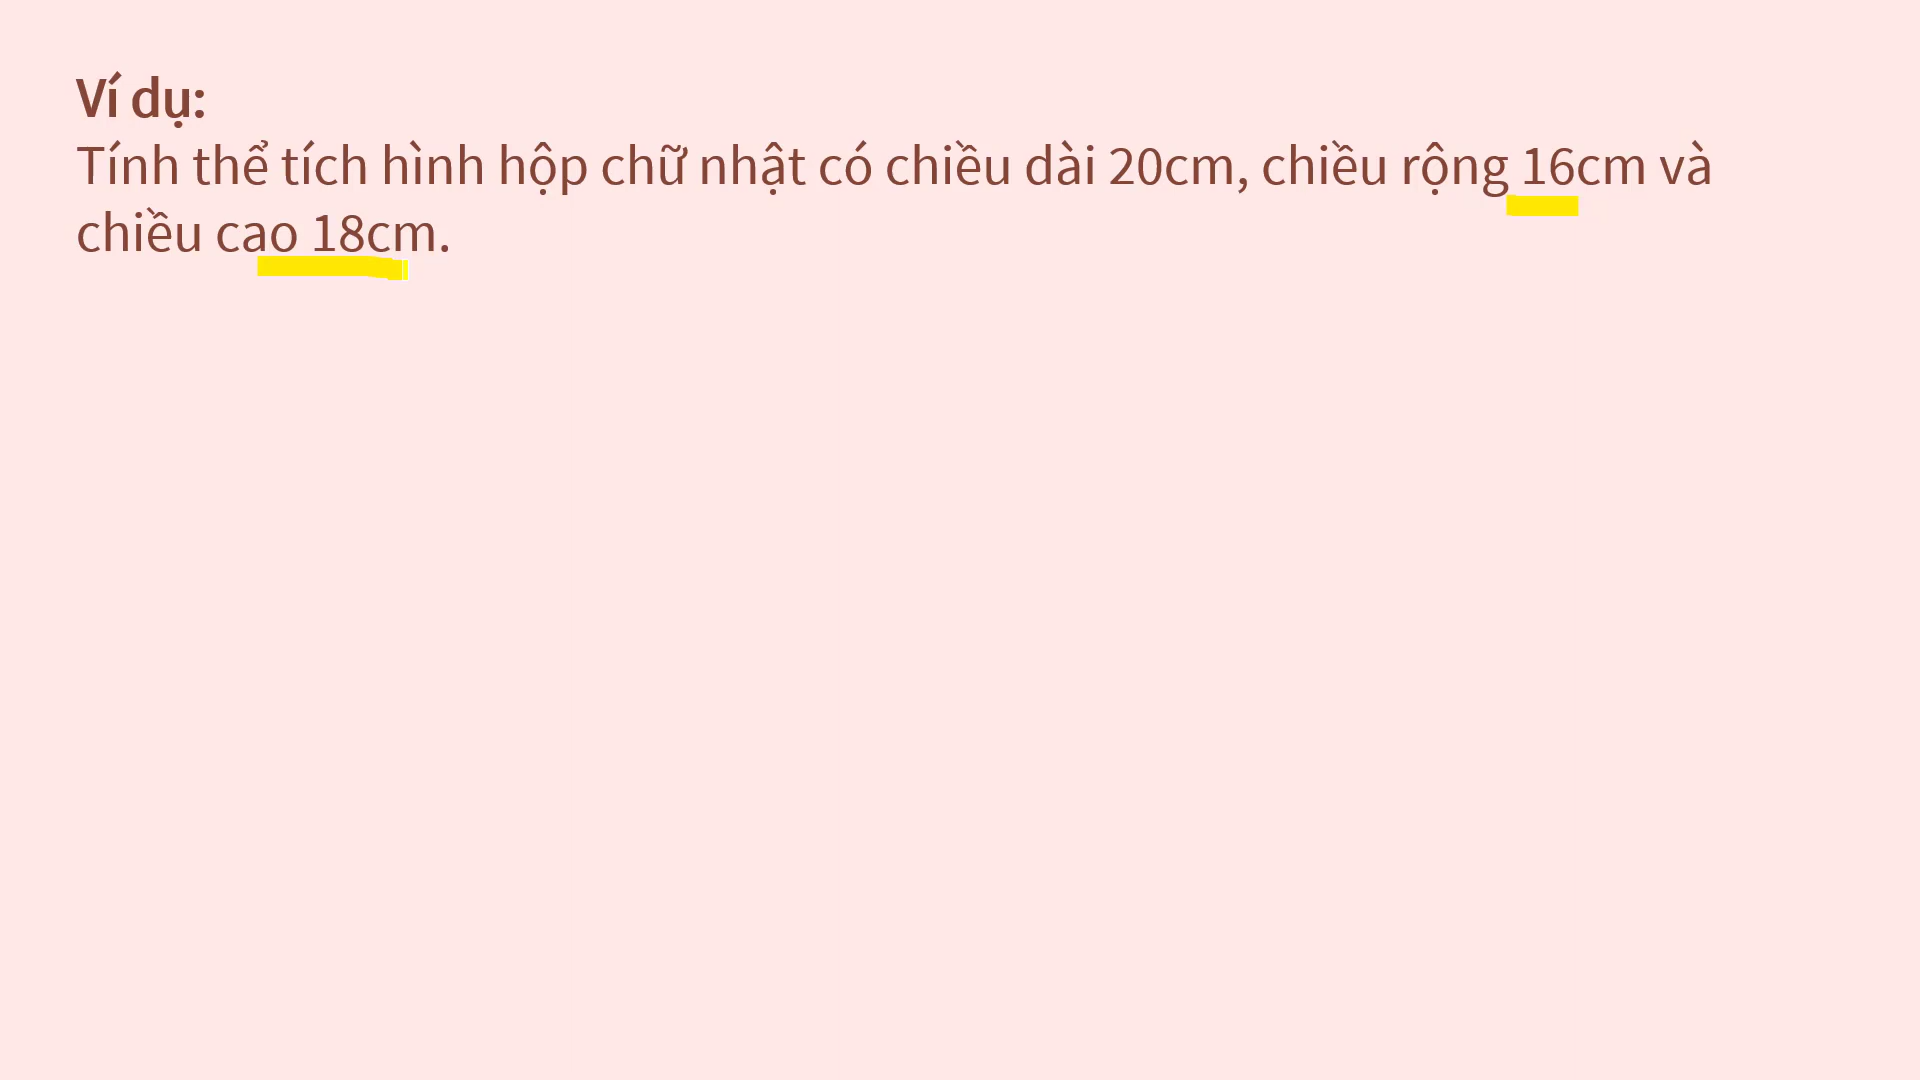 Ví dụ:
Tính thể tích hình hộp chữ nhật có chiều dài 20cm, chiều rộng 16cm và
chiều cao 18cm.